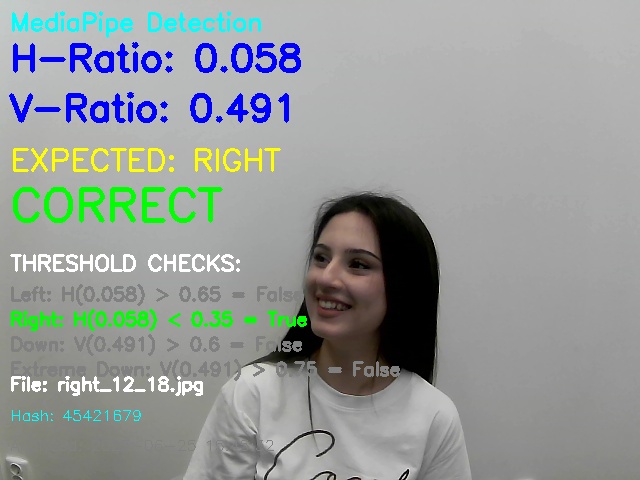 MediaPipe Detection
H-Ratio: 0.058
V-Ratio: 0.491
EXPECTED: RIGHT
CORRECT
THRESHOLD CHECKS:
Left: H(0.058) > 0.65 = False
Right: H(0.058) < 0.35 = True
Down: V(0.491) > 0.6 = False
Extreme Down: V(0.491) > 0.75 = False
File: right_12_18.jpg
Hash: 45421679